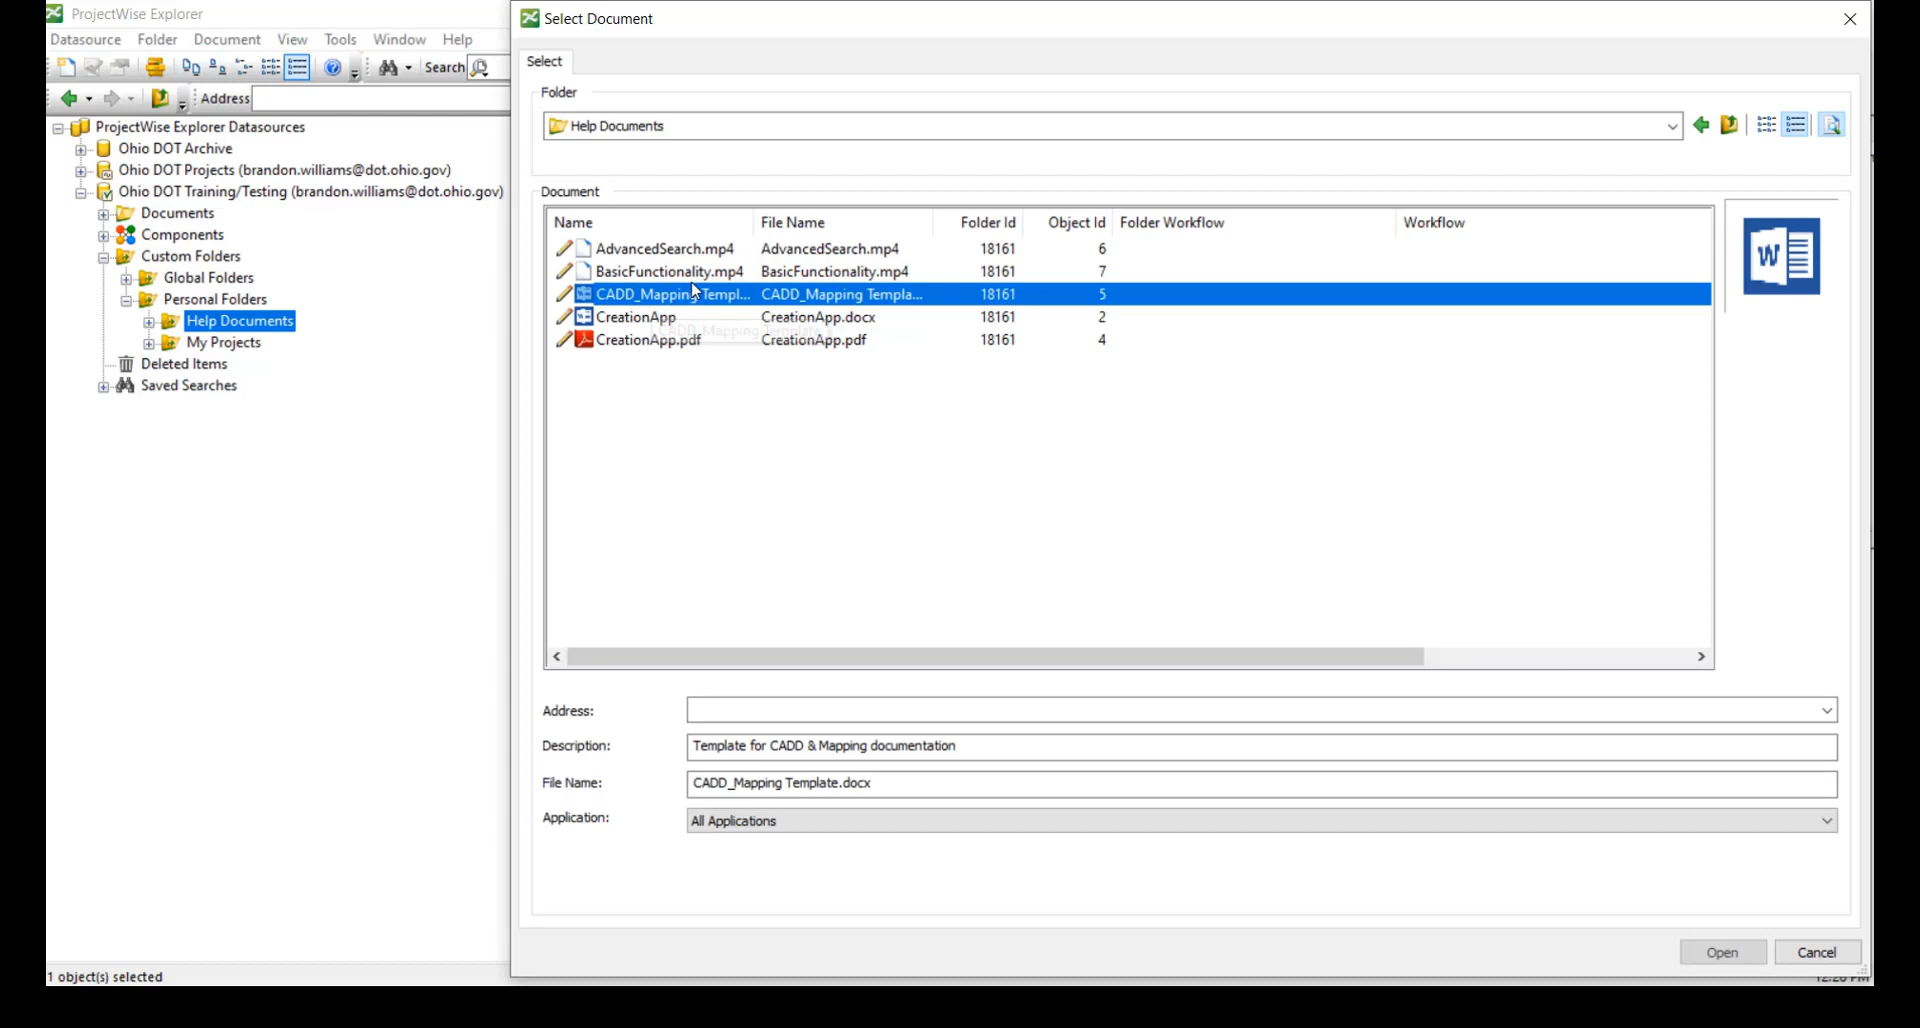 ProjectWise Explorer
Datasource Folder Document View Tools Window Help
Search
Address
ProjectWise Explorer Datasources
Ohio DOT Archive
Ohio DOT Projects (brandon.williams@dot.ohio.gov)
Ohio DOT Training/Testing (brandon.williams@dot.ohio.gov)
Documents
Components
Custom Folders
Global Folders
Personal Folders
Help Documents
My Projects
Deleted Items
Saved Searches
1 object(s) selected
Select Document
Select
Folder
Help Documents
Document
Name File Name Folder Id Object Id Folder Workflow Workflow
AdvancedSearch.mp4 AdvancedSearch.mp4 18161 6
BasicFunctionality.mp4 BasicFunctionality.mp4 18161 7
CADD_Mapping Templ... CADD_Mapping Templa... 18161 5
CreationApp CreationApp.docx 18161 2
CADD_Mapping Template
CreationApp.pdf CreationApp.pdf 18161 4
Address:
Description: Template for CADD & Mapping documentation
File Name: CADD_Mapping Template.docx
Application: All Applications
Open Cancel